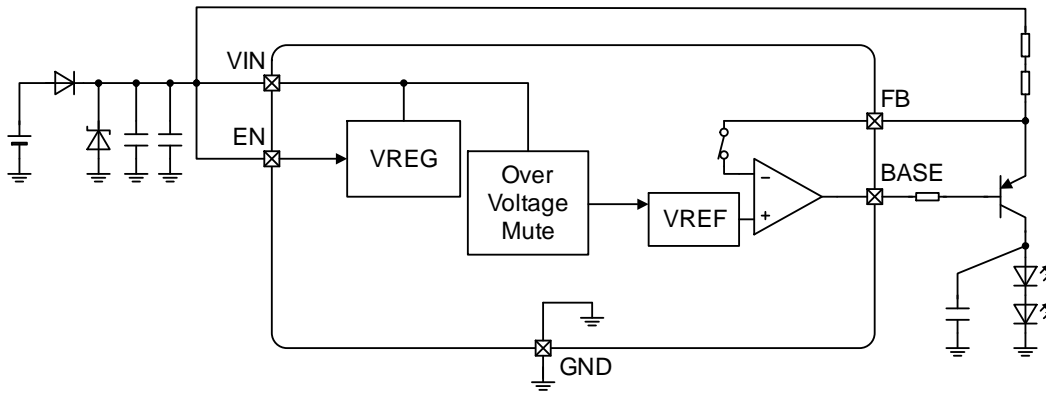 VIN
FB
EN
VREG
BASE
Over
Voltage
Mute
VREF
−
+
GND